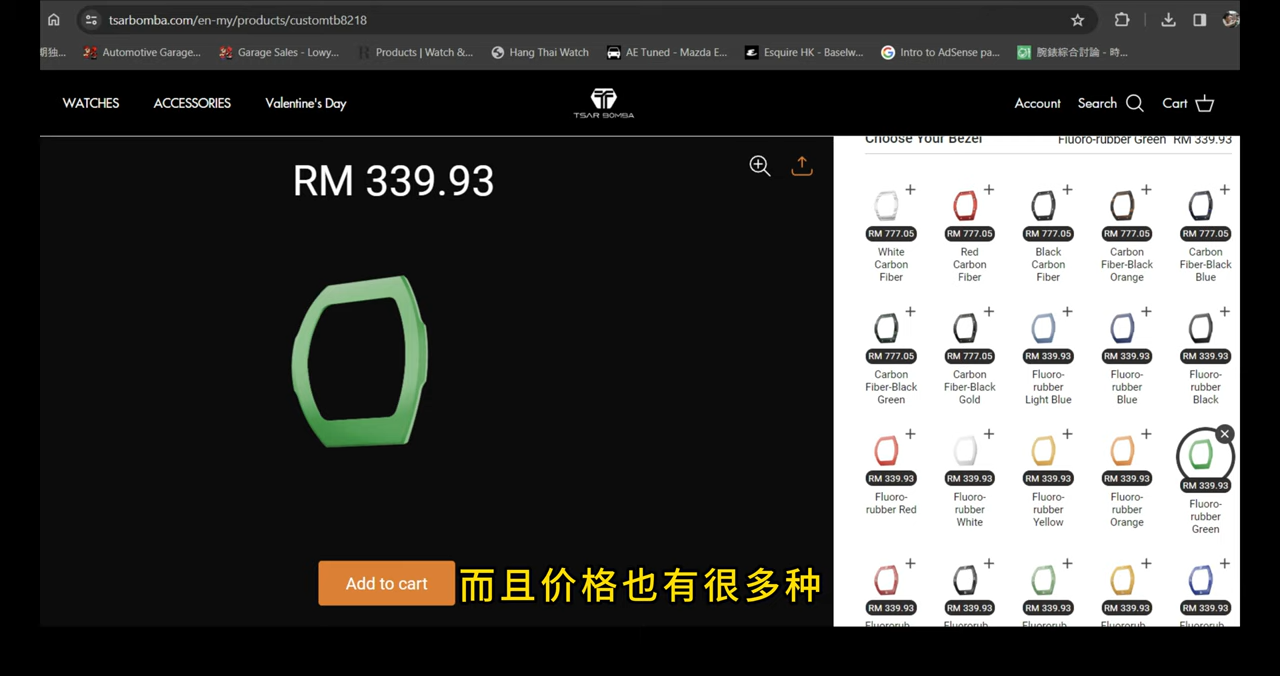 tsarbomba.com/en-my/products/customtb8218
Automotive Garage... Garage Sales - Lowy... Products | Watch &... Hang Thai Watch AE Tuned - Mazda E... Esquire HK - Baselw... Intro to AdSense pa... 腕錶綜合討論 - 時...
WATCHES ACCESSORIES Valentine's Day
TSAR BOMBA
Account Search Cart
RM 339.93
Choose Your Bezel Fluoro-rubber Green RM 339.93
RM 777.05 RM 777.05 RM 777.05 RM 777.05 RM 777.05
White Red Black Carbon Carbon
Carbon Carbon Carbon Fiber-Black Fiber-Black
Fiber Fiber Fiber Orange Blue
RM 777.05 RM 777.05 RM 339.93 RM 339.93 RM 339.93
Carbon Carbon Fluoro- Fluoro- Fluoro-
Fiber-Black Fiber-Black rubber rubber rubber
Green Gold Light Blue Blue Black
RM 339.93 RM 339.93 RM 339.93 RM 339.93 RM 339.93
Fluoro- Fluoro- Fluoro- Fluoro- Fluoro-
rubber Red rubber rubber rubber rubber
White Yellow Orange Green
RM 339.93 RM 339.93 RM 339.93 RM 339.93 RM 339.93
Add to cart
而且价格也有很多种